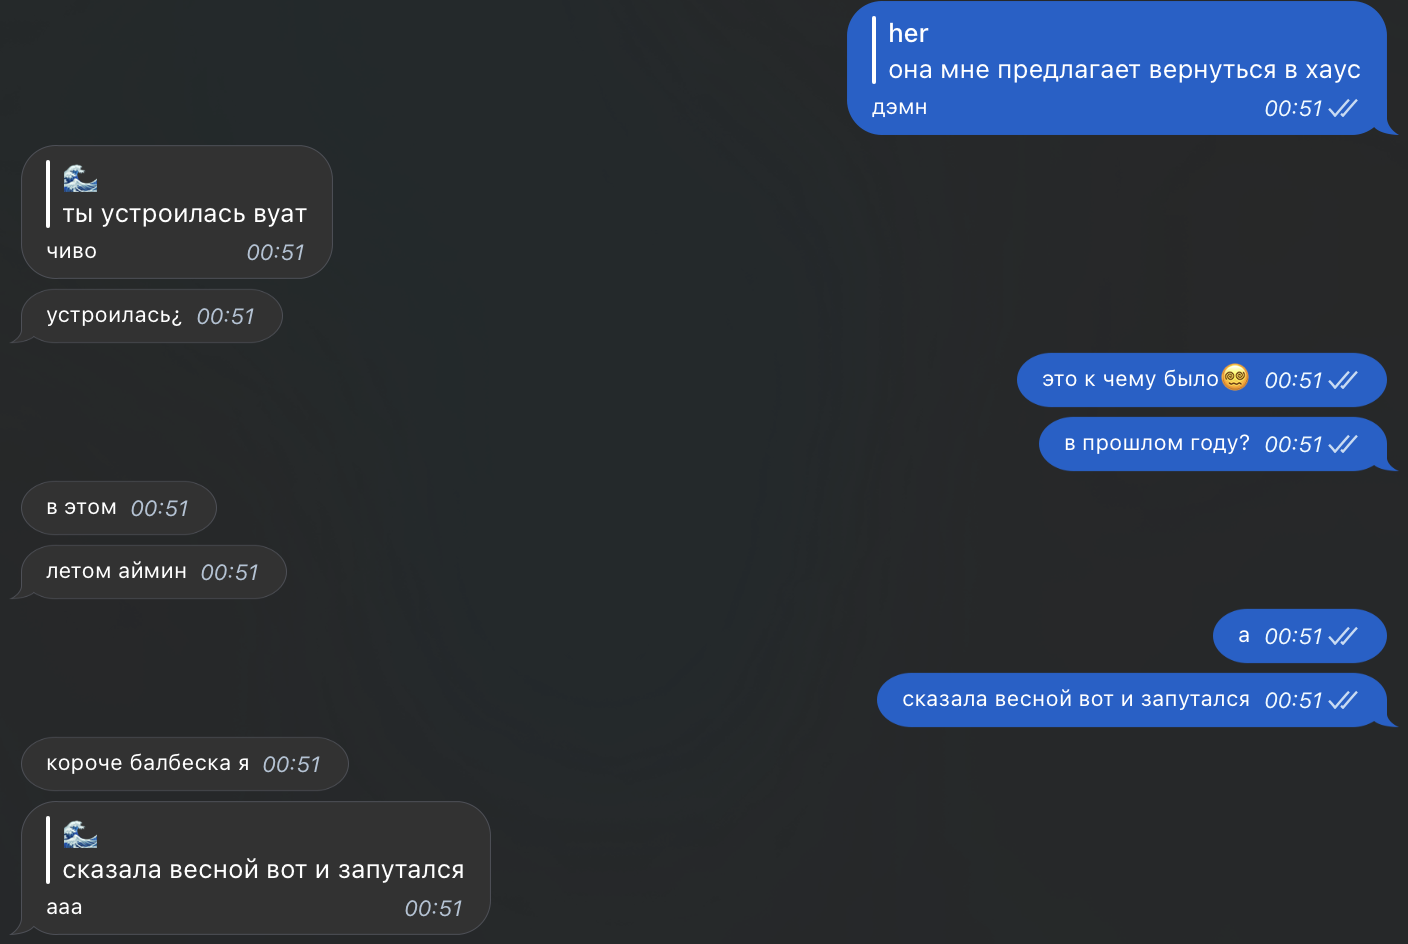 her
она мне предлагает вернуться в хаус
дэмн 00:51
🌊
ты устроилась вуат
чиво 00:51
устроилась¿ 00:51
это к чему было😵‍💫 00:51
в прошлом году? 00:51
в этом 00:51
летом аймин 00:51
а 00:51
сказала весной вот и запутался 00:51
короче балбеска я 00:51
🌊
сказала весной вот и запутался
ааа 00:51